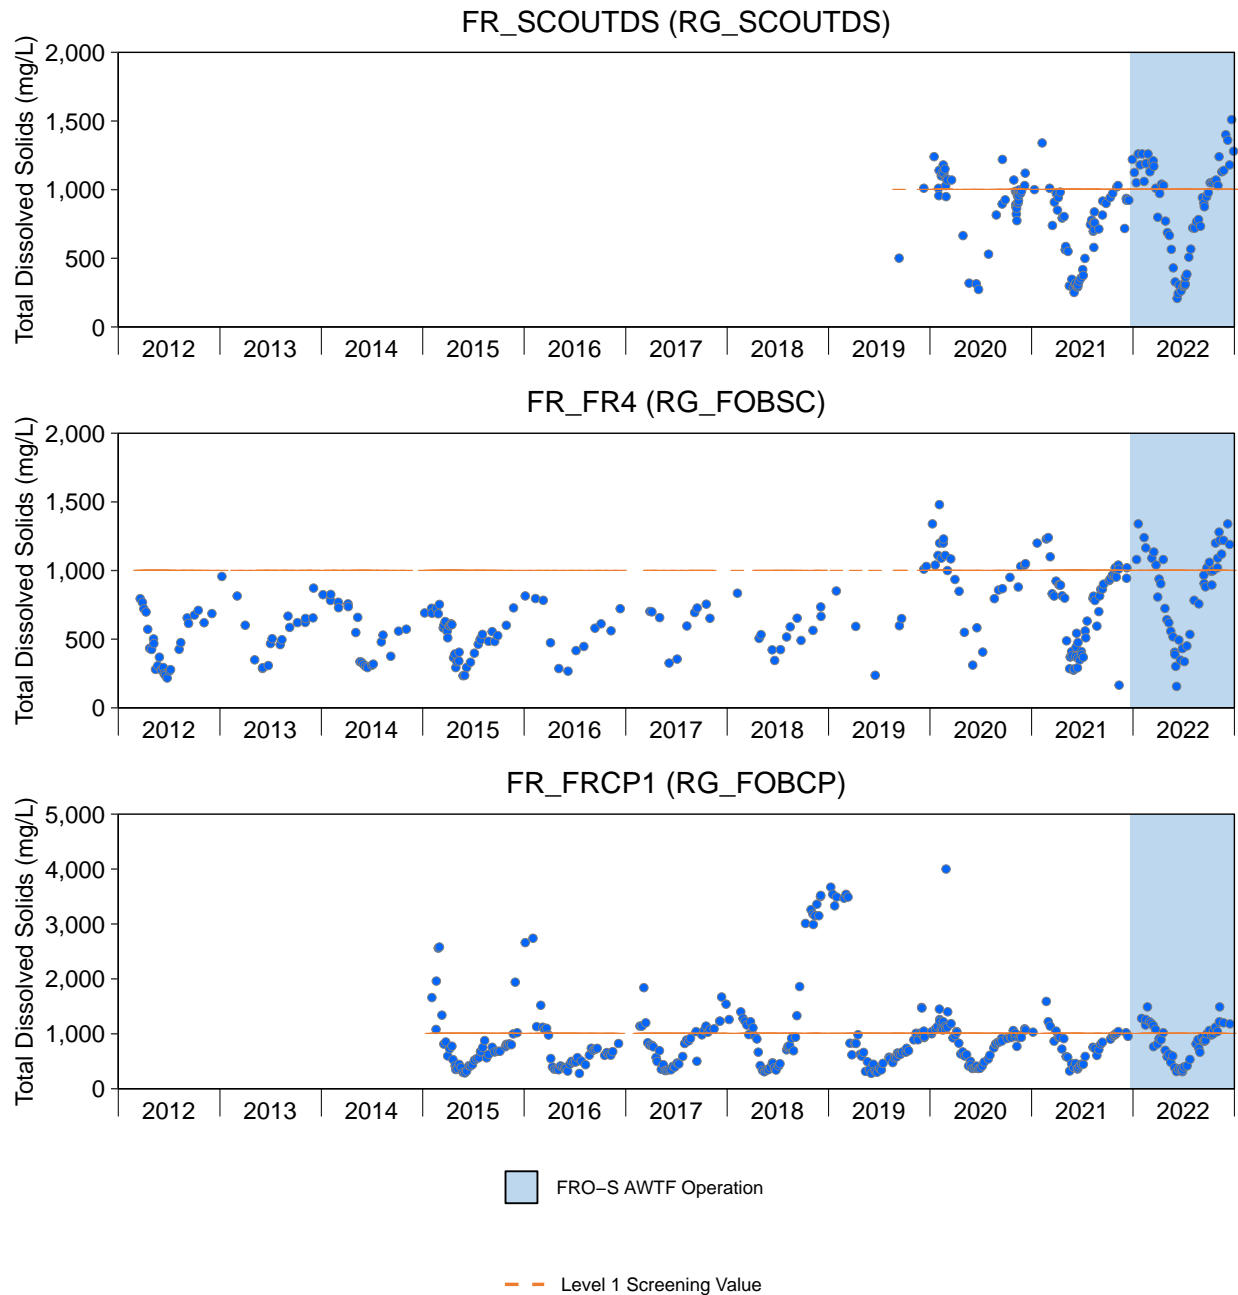 FR_SCOUTDS (RG_SCOUTDS)
Total Dissolved Solids (mg/L)
2,000
1,500
1,000
500
0
2012 2013 2014 2015 2016 2017 2018 2019 2020 2021 2022
FR_FR4 (RG_FOBSC)
Total Dissolved Solids (mg/L)
2,000
1,500
1,000
500
0
2012 2013 2014 2015 2016 2017 2018 2019 2020 2021 2022
FR_FRCP1 (RG_FOBCP)
Total Dissolved Solids (mg/L)
5,000
4,000
3,000
2,000
1,000
0
2012 2013 2014 2015 2016 2017 2018 2019 2020 2021 2022
FRO−S AWTF Operation
Level 1 Screening Value